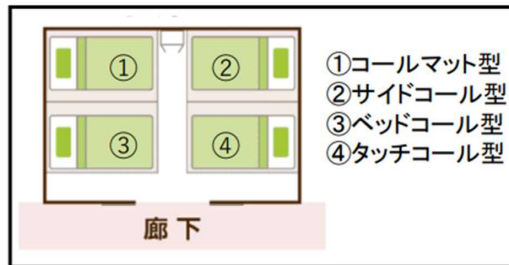 ① ②
③ ④
廊下
①コールマット型
②サイドコール型
③ベッドコール型
④タッチコール型